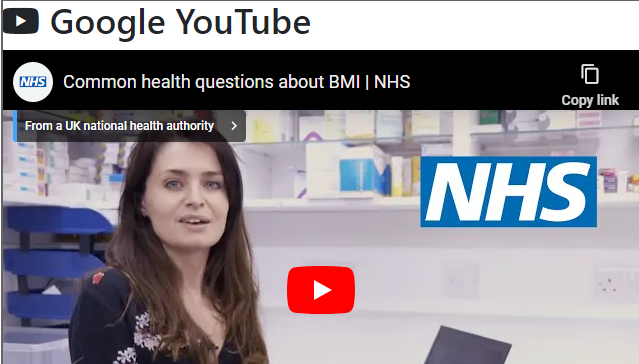 Google YouTube
NHS
Common health questions about BMI | NHS
Copy link
From a UK national health authority
NHS